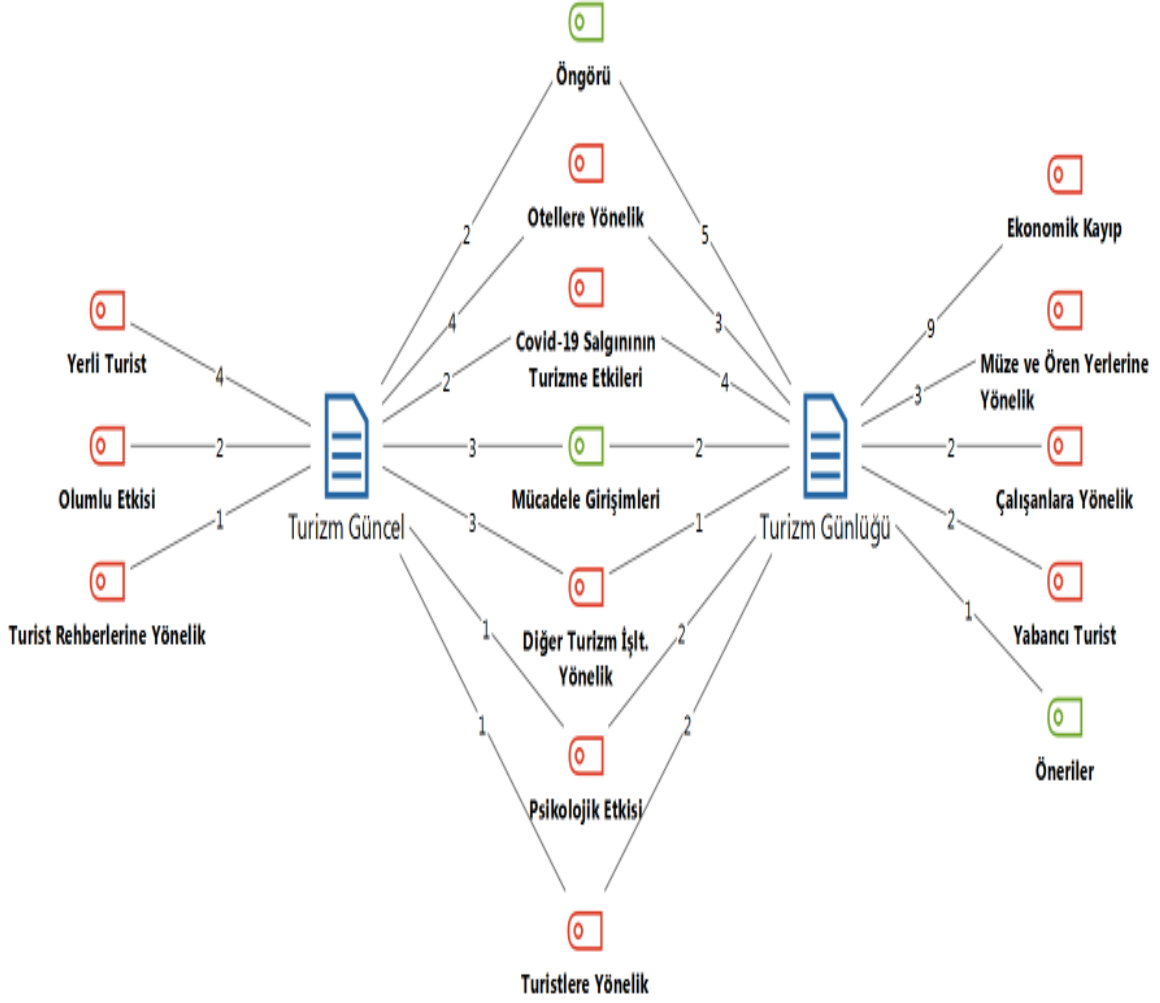 Öngörü
2
5
Otellere Yönelik
4
3
Covid-19 Salgınının
Turizme Etkileri
2
4
3
Mücadele Girişimleri
2
3
Diğer Turizm İşlt.
Yönelik
1
1
Psikolojik Etkisi
2
1
Turistlere Yönelik
2
Yerli Turist
4
Olumlu Etkisi
2
Turist Rehberlerine Yönelik
1
Turizm Güncel
Turizm Günlüğü
Ekonomik Kayıp
9
Müze ve Ören Yerlerine
Yönelik
3
Çalışanlara Yönelik
2
Yabancı Turist
2
Öneriler
1